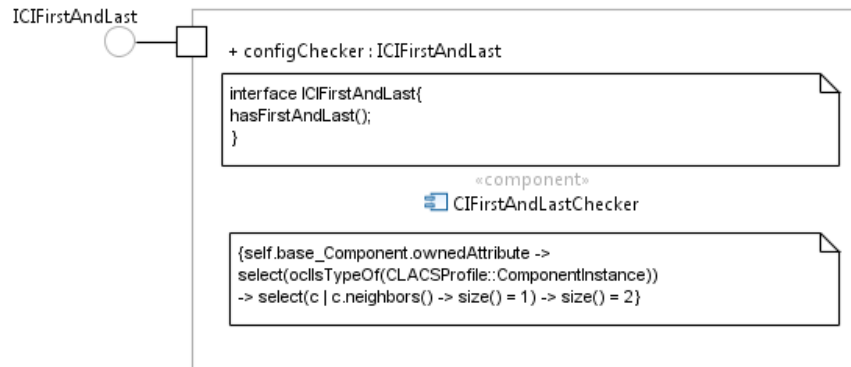 ICIFirstAndLast
+ configChecker : ICIFirstAndLast
interface ICIFirstAndLast{
hasFirstAndLast();
}
«component»
CIFirstAndLastChecker
{self.base_Component.ownedAttribute ->
select(oclIsTypeOf(CLACSProfile::ComponentInstance))
-> select(c | c.neighbors() -> size() = 1) -> size() = 2}